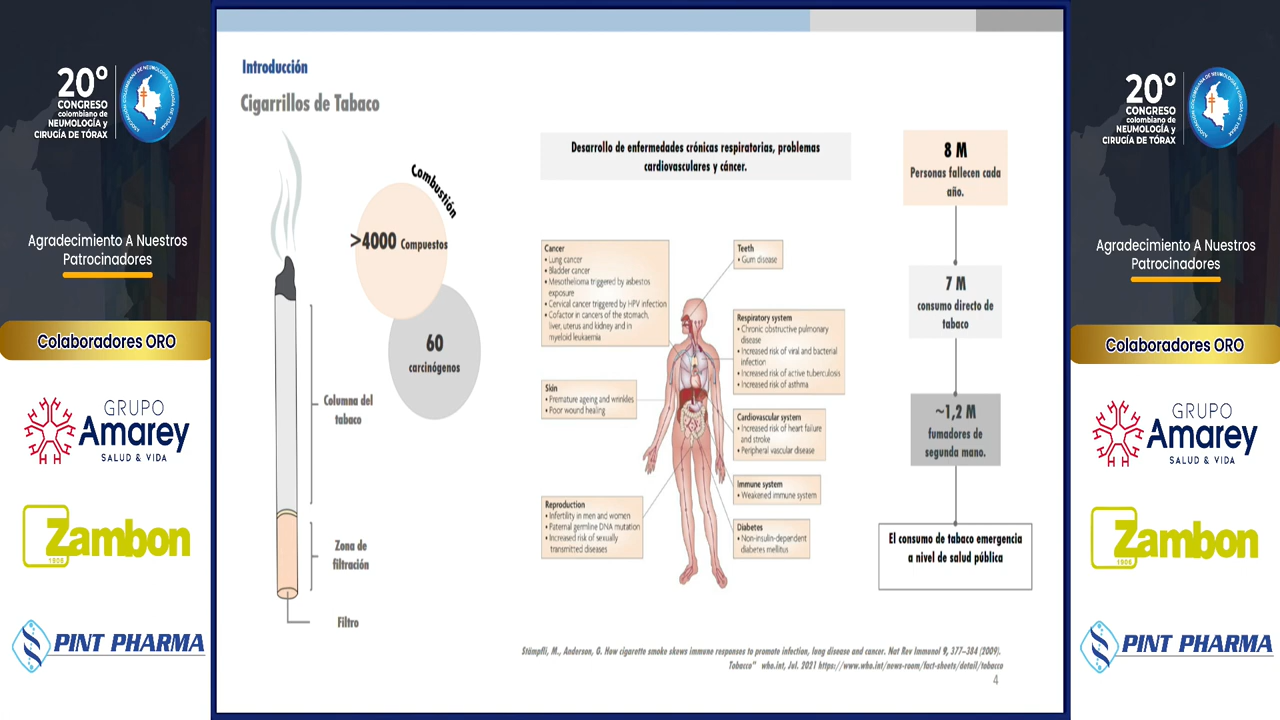 20°
CONGRESO
colombiano de
NEUMOLOGÍA y
CIRUGÍA DE TÓRAX
Agradecimiento A Nuestros
Patrocinadores
Colaboradores ORO
GRUPO
Amarey
SALUD & VIDA
Zambon
1906
PINT PHARMA
Introducción
Cigarrillos de Tabaco
Combustión
>4000 Compuestos
60
carcinógenos
Columna del
tabaco
Zona de
filtración
Filtro
Desarrollo de enfermedades crónicas respiratorias, problemas
cardiovasculares y cáncer.
Cancer
• Lung cancer
• Bladder cancer
• Mesothelioma triggered by asbestos
exposure
• Cervical cancer triggered by HPV infection
• Cofactor in cancers of the stomach,
liver, uterus and kidney and in
myeloid leukaemia
Skin
• Premature ageing and wrinkles
• Poor wound healing
Reproduction
• Infertility in men and women
• Paternal germline DNA mutation
• Increased risk of sexually
transmitted diseases
Teeth
• Gum disease
Respiratory system
• Chronic obstructive pulmonary
disease
• Increased risk of viral and bacterial
infection
• Increased risk of active tuberculosis
• Increased risk of asthma
Cardiovascular system
• Increased risk of heart failure
and stroke
• Peripheral vascular disease
Immune system
• Weakened immune system
Diabetes
• Non-insulin-dependent
diabetes mellitus
8 M
Personas fallecen cada
año.
7 M
consumo directo de
tabaco
~1,2 M
fumadores de
segunda mano.
El consumo de tabaco emergencia
a nivel de salud pública
Stämpfli, M., Anderson, G. How cigarette smoke skews immune responses to promote infection, lung disease and cancer. Nat Rev Immunol 9, 377–384 (2009).
Tobacco" who.int, Jul. 2021 https://www.who.int/news-room/fact-sheets/detail/tobacco
4
20°
CONGRESO
colombiano de
NEUMOLOGÍA y
CIRUGÍA DE TÓRAX
Agradecimiento A Nuestros
Patrocinadores
Colaboradores ORO
GRUPO
Amarey
SALUD & VIDA
Zambon
1906
PINT PHARMA